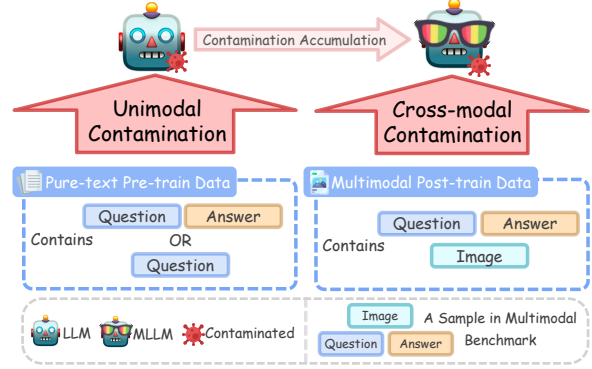 Contamination Accumulation
Unimodal
Contamination
Cross-modal
Contamination
Pure-text Pre-train Data
Question
Answer
Contains
OR
Question
Multimodal Post-train Data
Question
Answer
Contains
Image
LLM
MLLM
Contaminated
Image
Question
Answer
A Sample in Multimodal
Benchmark